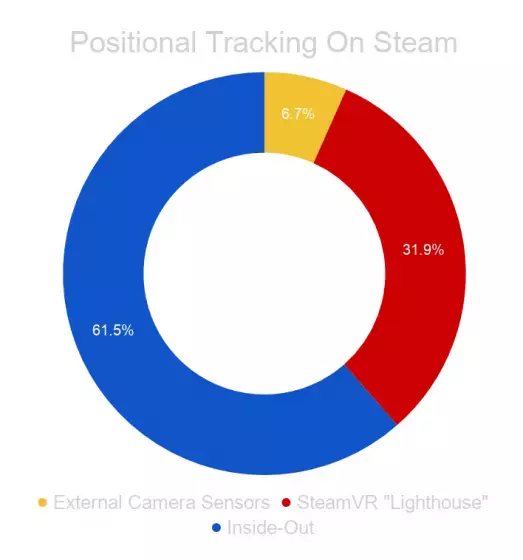 Positional Tracking On Steam
6.7%
31.9%
61.5%
External Camera Sensors SteamVR "Lighthouse"
Inside-Out